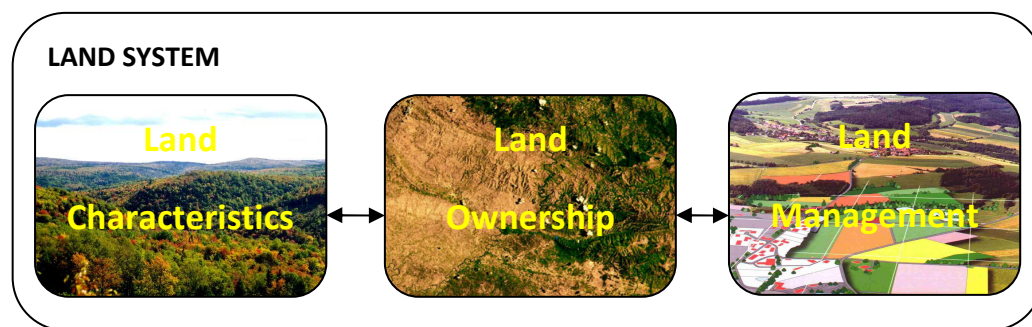 LAND SYSTEM
Land
Characteristics
Land
Ownership
Land
Management